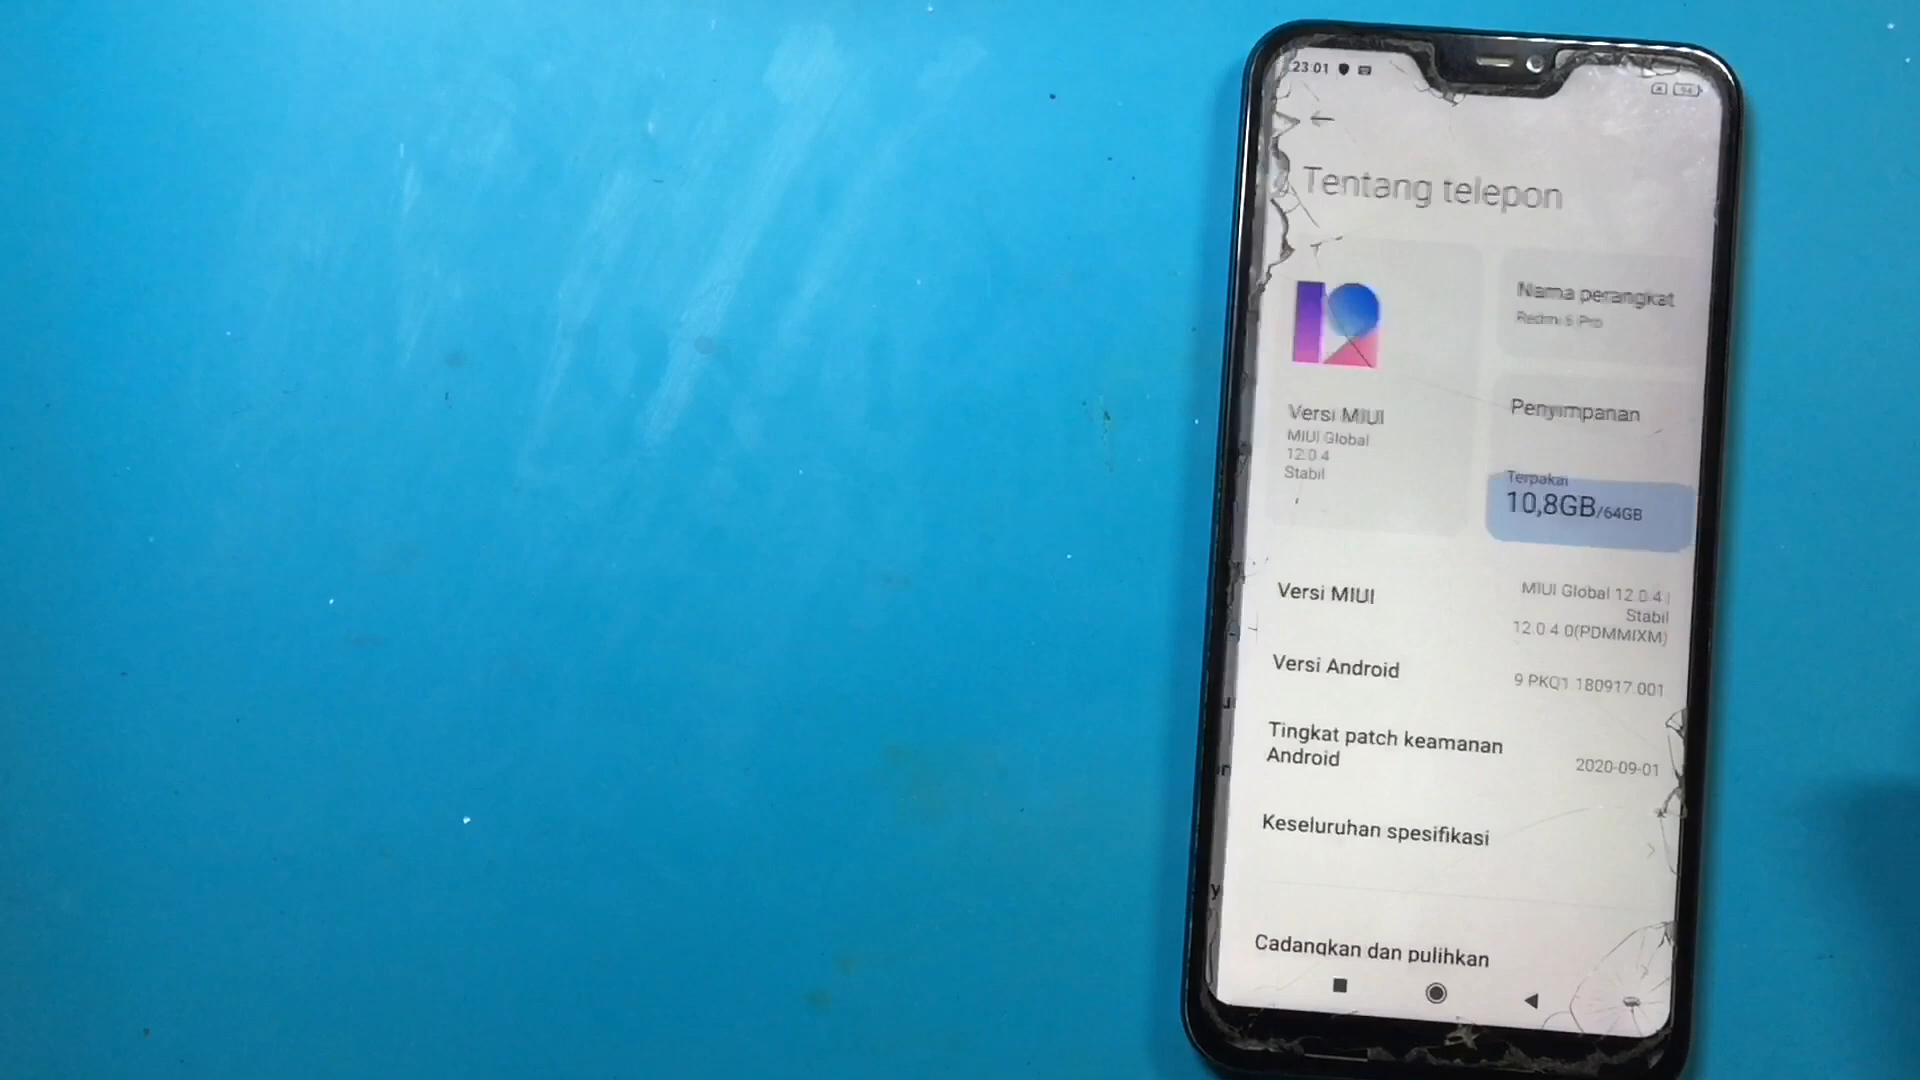 23:01
94
Tentang telepon
Nama perangkat
Redmi 6 Pro
Versi MIUI
MIUI Global
12.0.4
Stabil
Penyimpanan
Terpakai
10,8GB/64GB
Versi MIUI
MIUI Global 12.0.4 |
Stabil
12.0.4.0(PDMMIXM)
Versi Android
9 PKQ1.180917.001
Tingkat patch keamanan
Android
2020-09-01
Keseluruhan spesifikasi
Cadangkan dan pulihkan